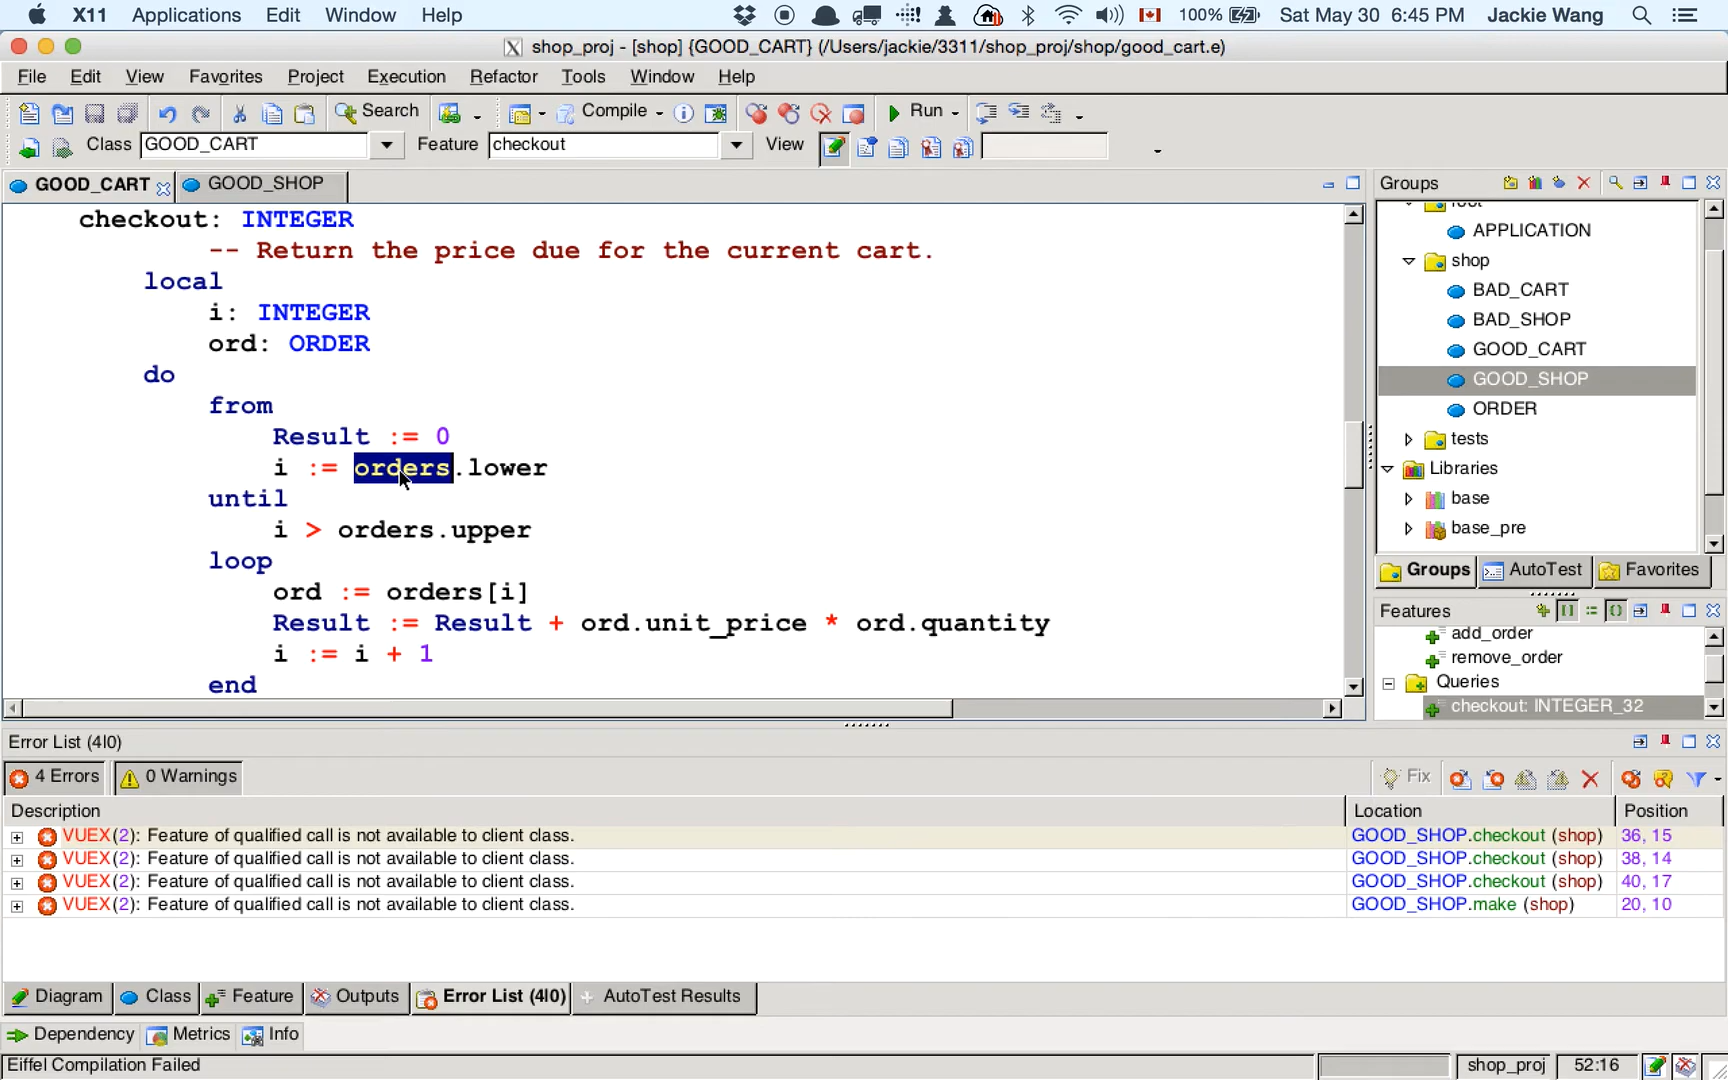 X11 Applications Edit Window Help 100% Sat May 30 6:45 PM Jackie Wang
shop_proj - [shop] {GOOD_CART} (/Users/jackie/3311/shop_proj/shop/good_cart.e)
File Edit View Favorites Project Execution Refactor Tools Window Help
Search Compile Run
Class GOOD_CART Feature checkout View
GOOD_CART GOOD_SHOP
checkout: INTEGER
-- Return the price due for the current cart.
local
i: INTEGER
ord: ORDER
do
from
Result := 0
i := orders.lower
until
i > orders.upper
loop
ord := orders[i]
Result := Result + ord.unit_price * ord.quantity
i := i + 1
end
Groups
APPLICATION
shop
BAD_CART
BAD_SHOP
GOOD_CART
GOOD_SHOP
ORDER
tests
Libraries
base
base_pre
Groups AutoTest Favorites
Features
add_order
remove_order
Queries
checkout: INTEGER_32
Error List (4|0)
4 Errors 0 Warnings Fix
Description Location Position
VUEX(2): Feature of qualified call is not available to client class. GOOD_SHOP.checkout (shop) 36, 15
VUEX(2): Feature of qualified call is not available to client class. GOOD_SHOP.checkout (shop) 38, 14
VUEX(2): Feature of qualified call is not available to client class. GOOD_SHOP.checkout (shop) 40, 17
VUEX(2): Feature of qualified call is not available to client class. GOOD_SHOP.make (shop) 20, 10
Diagram Class Feature Outputs Error List (4|0) AutoTest Results
Dependency Metrics Info
Eiffel Compilation Failed shop_proj 52:16